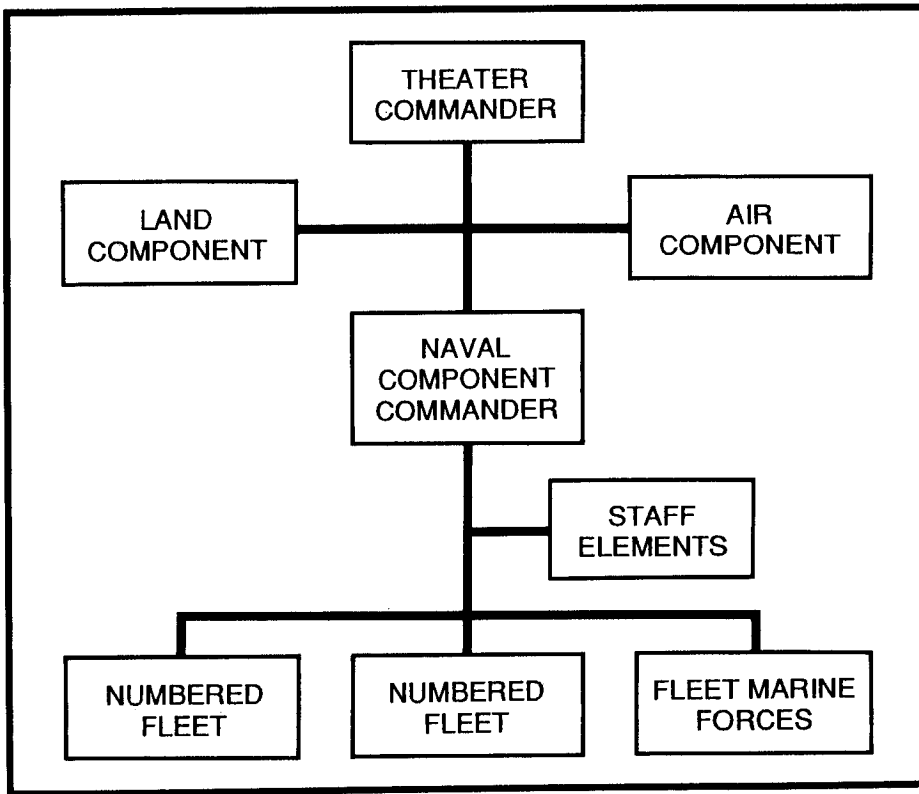 THEATER
COMMANDER
LAND
COMPONENT
AIR
COMPONENT
NAVAL
COMPONENT
COMMANDER
STAFF
ELEMENTS
NUMBERED
FLEET
NUMBERED
FLEET
FLEET MARINE
FORCES